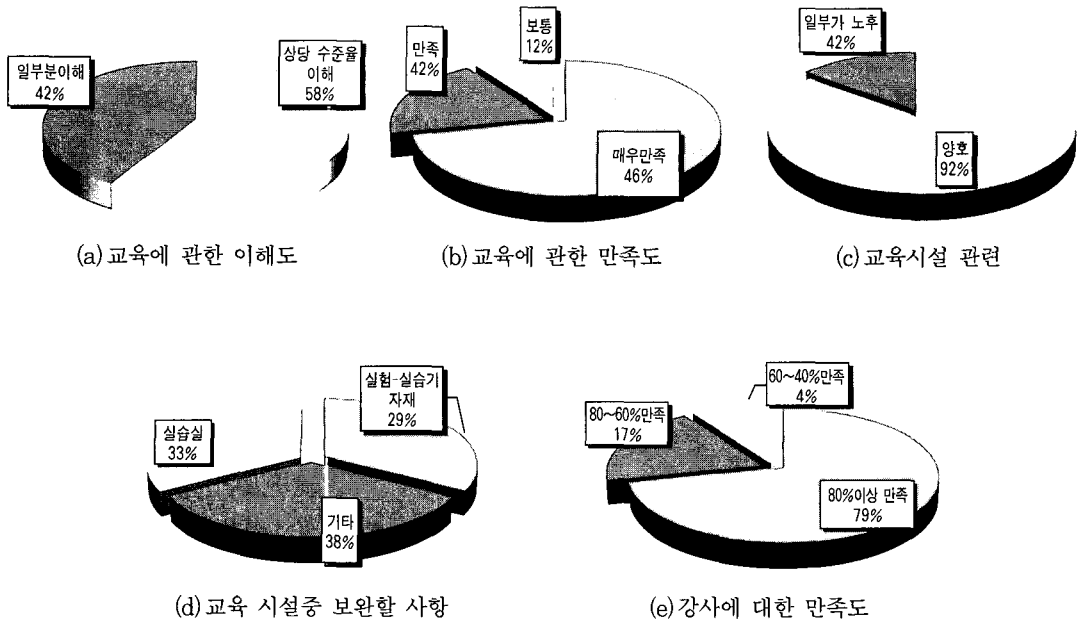 일부분이해
42%
상당 수준율
이해
58%
만족
42%
보통
12%
매우만족
46%
일부가 노후
42%
양호
92%
(a)교육에 관한 이해도
(b)교육에 관한 만족도
(c)교육시설 관련
실험-실습기
자재
29%
실습실
33%
기타
38%
60~40%만족
4%
80~60%만족
17%
80%이상 만족
79%
(d)교육 시설중 보완할 사항
(e)강사에 대한 만족도